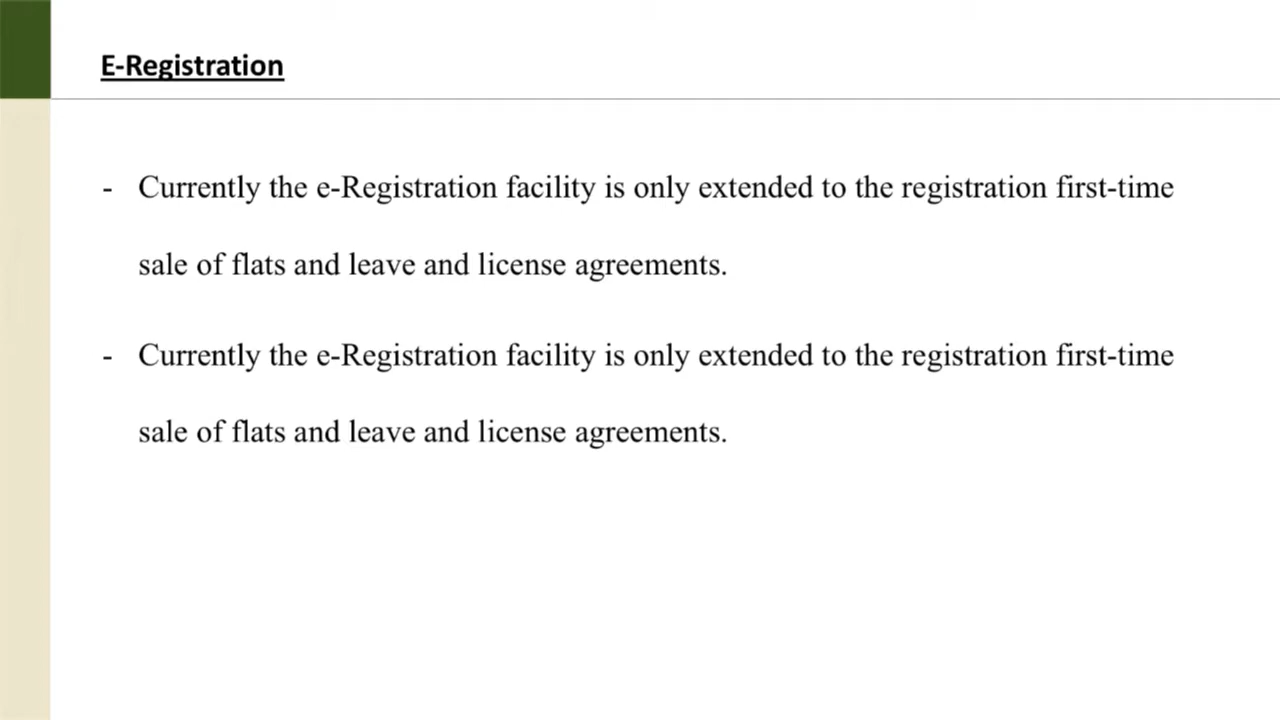 E-Registration
- Currently the e-Registration facility is only extended to the registration first-time
sale of flats and leave and license agreements.
- Currently the e-Registration facility is only extended to the registration first-time
sale of flats and leave and license agreements.